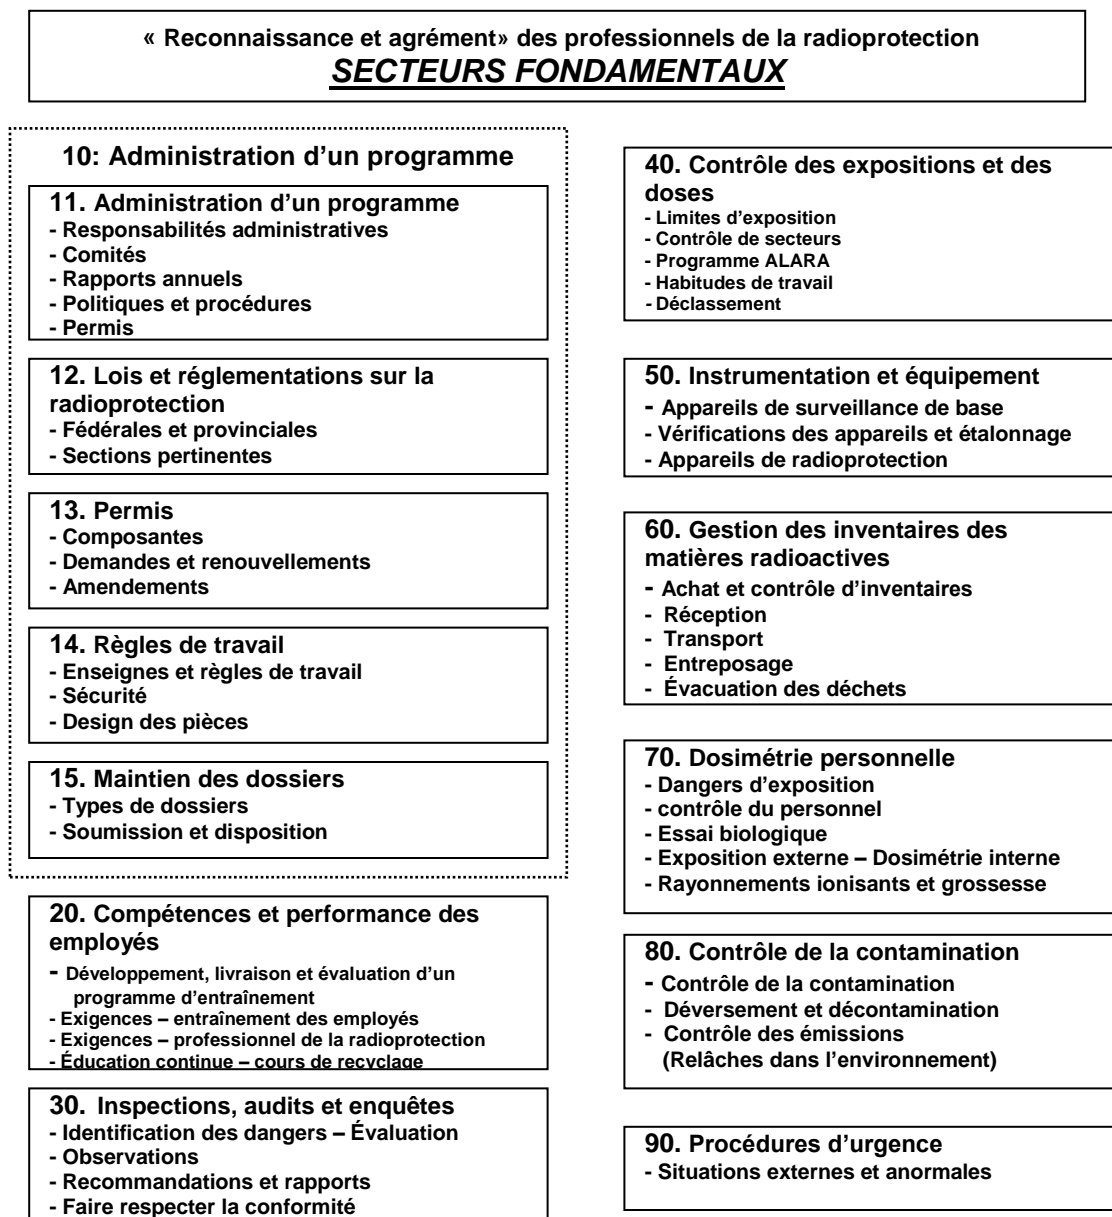 « Reconnaissance et agrément» des professionnels de la radioprotection
SECTEURS FONDAMENTAUX
10: Administration d’un programme
11. Administration d’un programme
- Responsabilités administratives
- Comités
- Rapports annuels
- Politiques et procédures
- Permis
12. Lois et réglementations sur la
radioprotection
- Fédérales et provinciales
- Sections pertinentes
13. Permis
- Composantes
- Demandes et renouvellements
- Amendements
14. Règles de travail
- Enseignes et règles de travail
- Sécurité
- Design des pièces
15. Maintien des dossiers
- Types de dossiers
- Soumission et disposition
20. Compétences et performance des
employés
- Développement, livraison et évaluation d’un
programme d’entraînement
- Exigences – entraînement des employés
- Exigences – professionnel de la radioprotection
- Éducation continue – cours de recyclage
30. Inspections, audits et enquêtes
- Identification des dangers – Évaluation
- Observations
- Recommandations et rapports
- Faire respecter la conformité
40. Contrôle des expositions et des
doses
- Limites d’exposition
- Contrôle de secteurs
- Programme ALARA
- Habitudes de travail
- Déclassement
50. Instrumentation et équipement
- Appareils de surveillance de base
- Vérifications des appareils et étalonnage
- Appareils de radioprotection
60. Gestion des inventaires des
matières radioactives
- Achat et contrôle d’inventaires
- Réception
- Transport
- Entreposage
- Évacuation des déchets
70. Dosimétrie personnelle
- Dangers d’exposition
- contrôle du personnel
- Essai biologique
- Exposition externe – Dosimétrie interne
- Rayonnements ionisants et grossesse
80. Contrôle de la contamination
- Contrôle de la contamination
- Déversement et décontamination
- Contrôle des émissions
(Relâches dans l’environnement)
90. Procédures d’urgence
- Situations externes et anormales